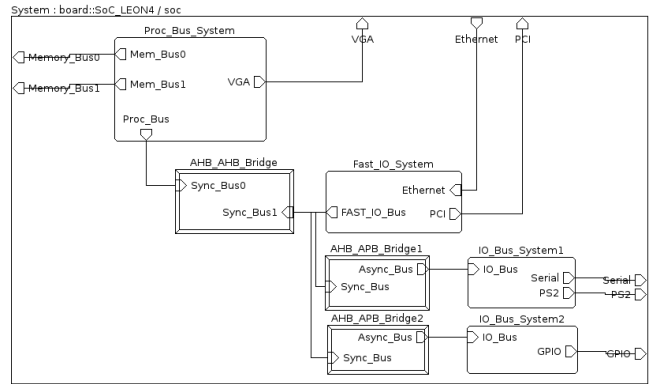 System : board::SoC_LEON4 / soc
Proc_Bus_System
VGA
Ethernet
PCI
Memory_Bus0
Mem_Bus0
Memory_Bus1
Mem_Bus1
VGA
Proc_Bus
AHB_AHB_Bridge
Fast_IO_System
Sync_Bus0
Ethernet
Sync_Bus1
FAST_IO_Bus
PCI
AHB_APB_Bridge1
IO_Bus_System1
Async_Bus
IO_Bus
Serial
Serial
Sync_Bus
PS2
PS2
AHB_APB_Bridge2
IO_Bus_System2
Async_Bus
IO_Bus
Sync_Bus
GPIO
GPIO